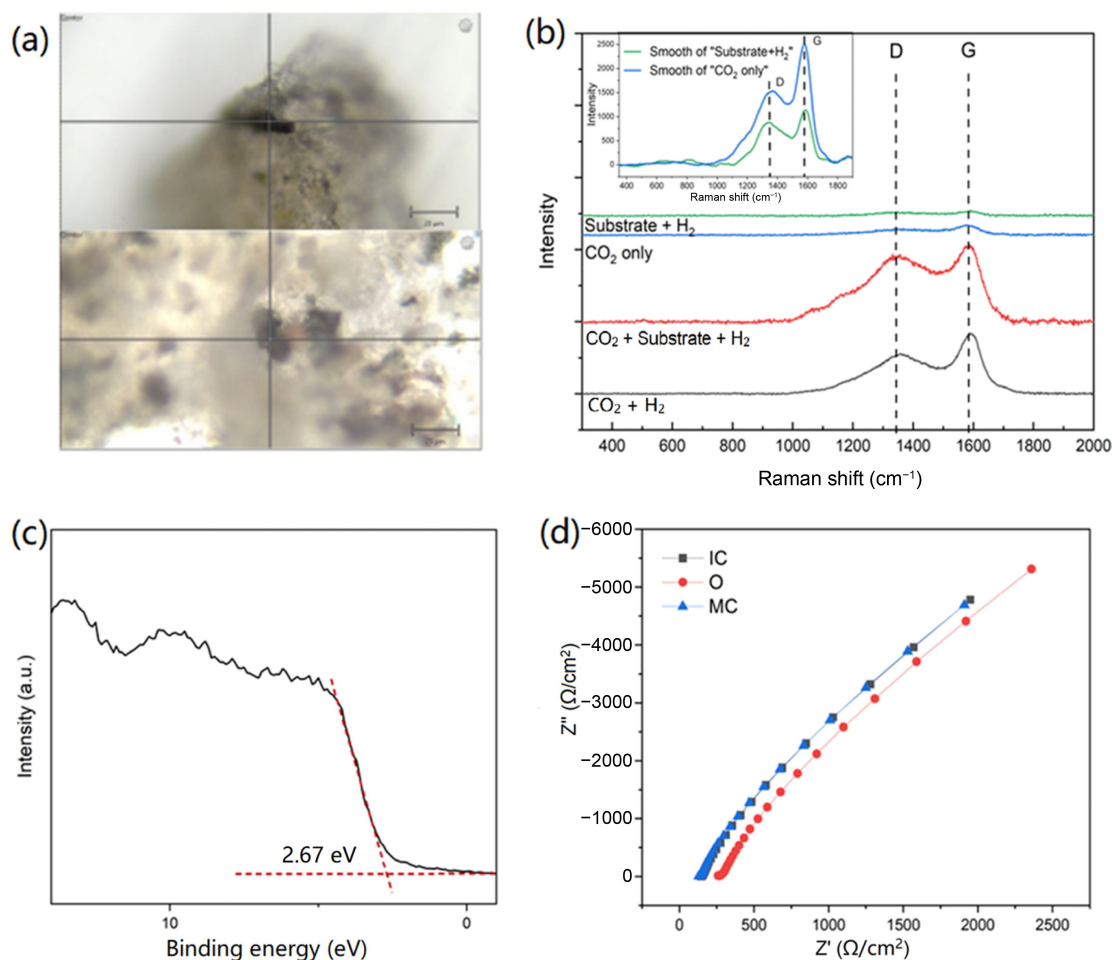 (a)
20 μm
(b)
D
G
2500
2000
1500
1000
500
0
Intensity
Smooth of "Substrate+H₂"
Smooth of "CO₂ only"
D
G
400
600
800
1000
1200
1400
1600
1800
Raman shift (cm⁻¹)
Intensity
Substrate + H₂
CO₂ only
CO₂ + Substrate + H₂
CO₂ + H₂
400
600
800
1000
1200
1400
1600
1800
2000
Raman shift (cm⁻¹)
(c)
Intensity (a.u.)
2.67 eV
10
0
Binding energy (eV)
(d)
−6000
−5000
−4000
−3000
−2000
−1000
0
Z'' (Ω/cm²)
IC
O
MC
0
500
1000
1500
2000
2500
Z' (Ω/cm²)